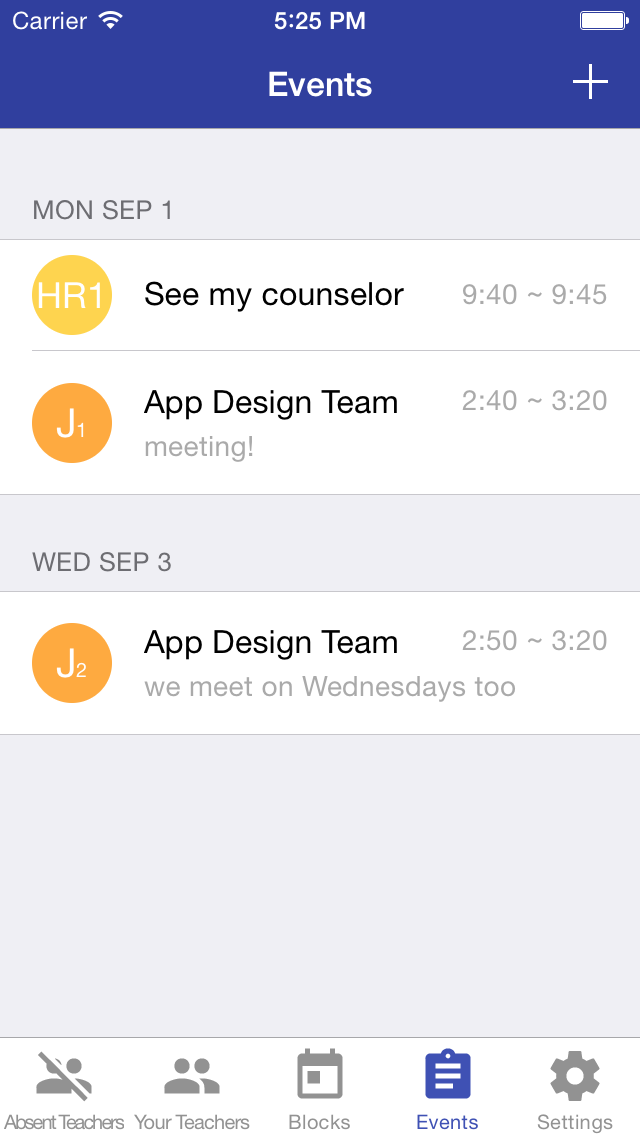 Carrier 5:25 PM
Events
MON SEP 1
HR1 See my counselor 9:40 ~ 9:45
J1 App Design Team 2:40 ~ 3:20
meeting!
WED SEP 3
J2 App Design Team 2:50 ~ 3:20
we meet on Wednesdays too
Absent Teachers Your Teachers Blocks Events Settings